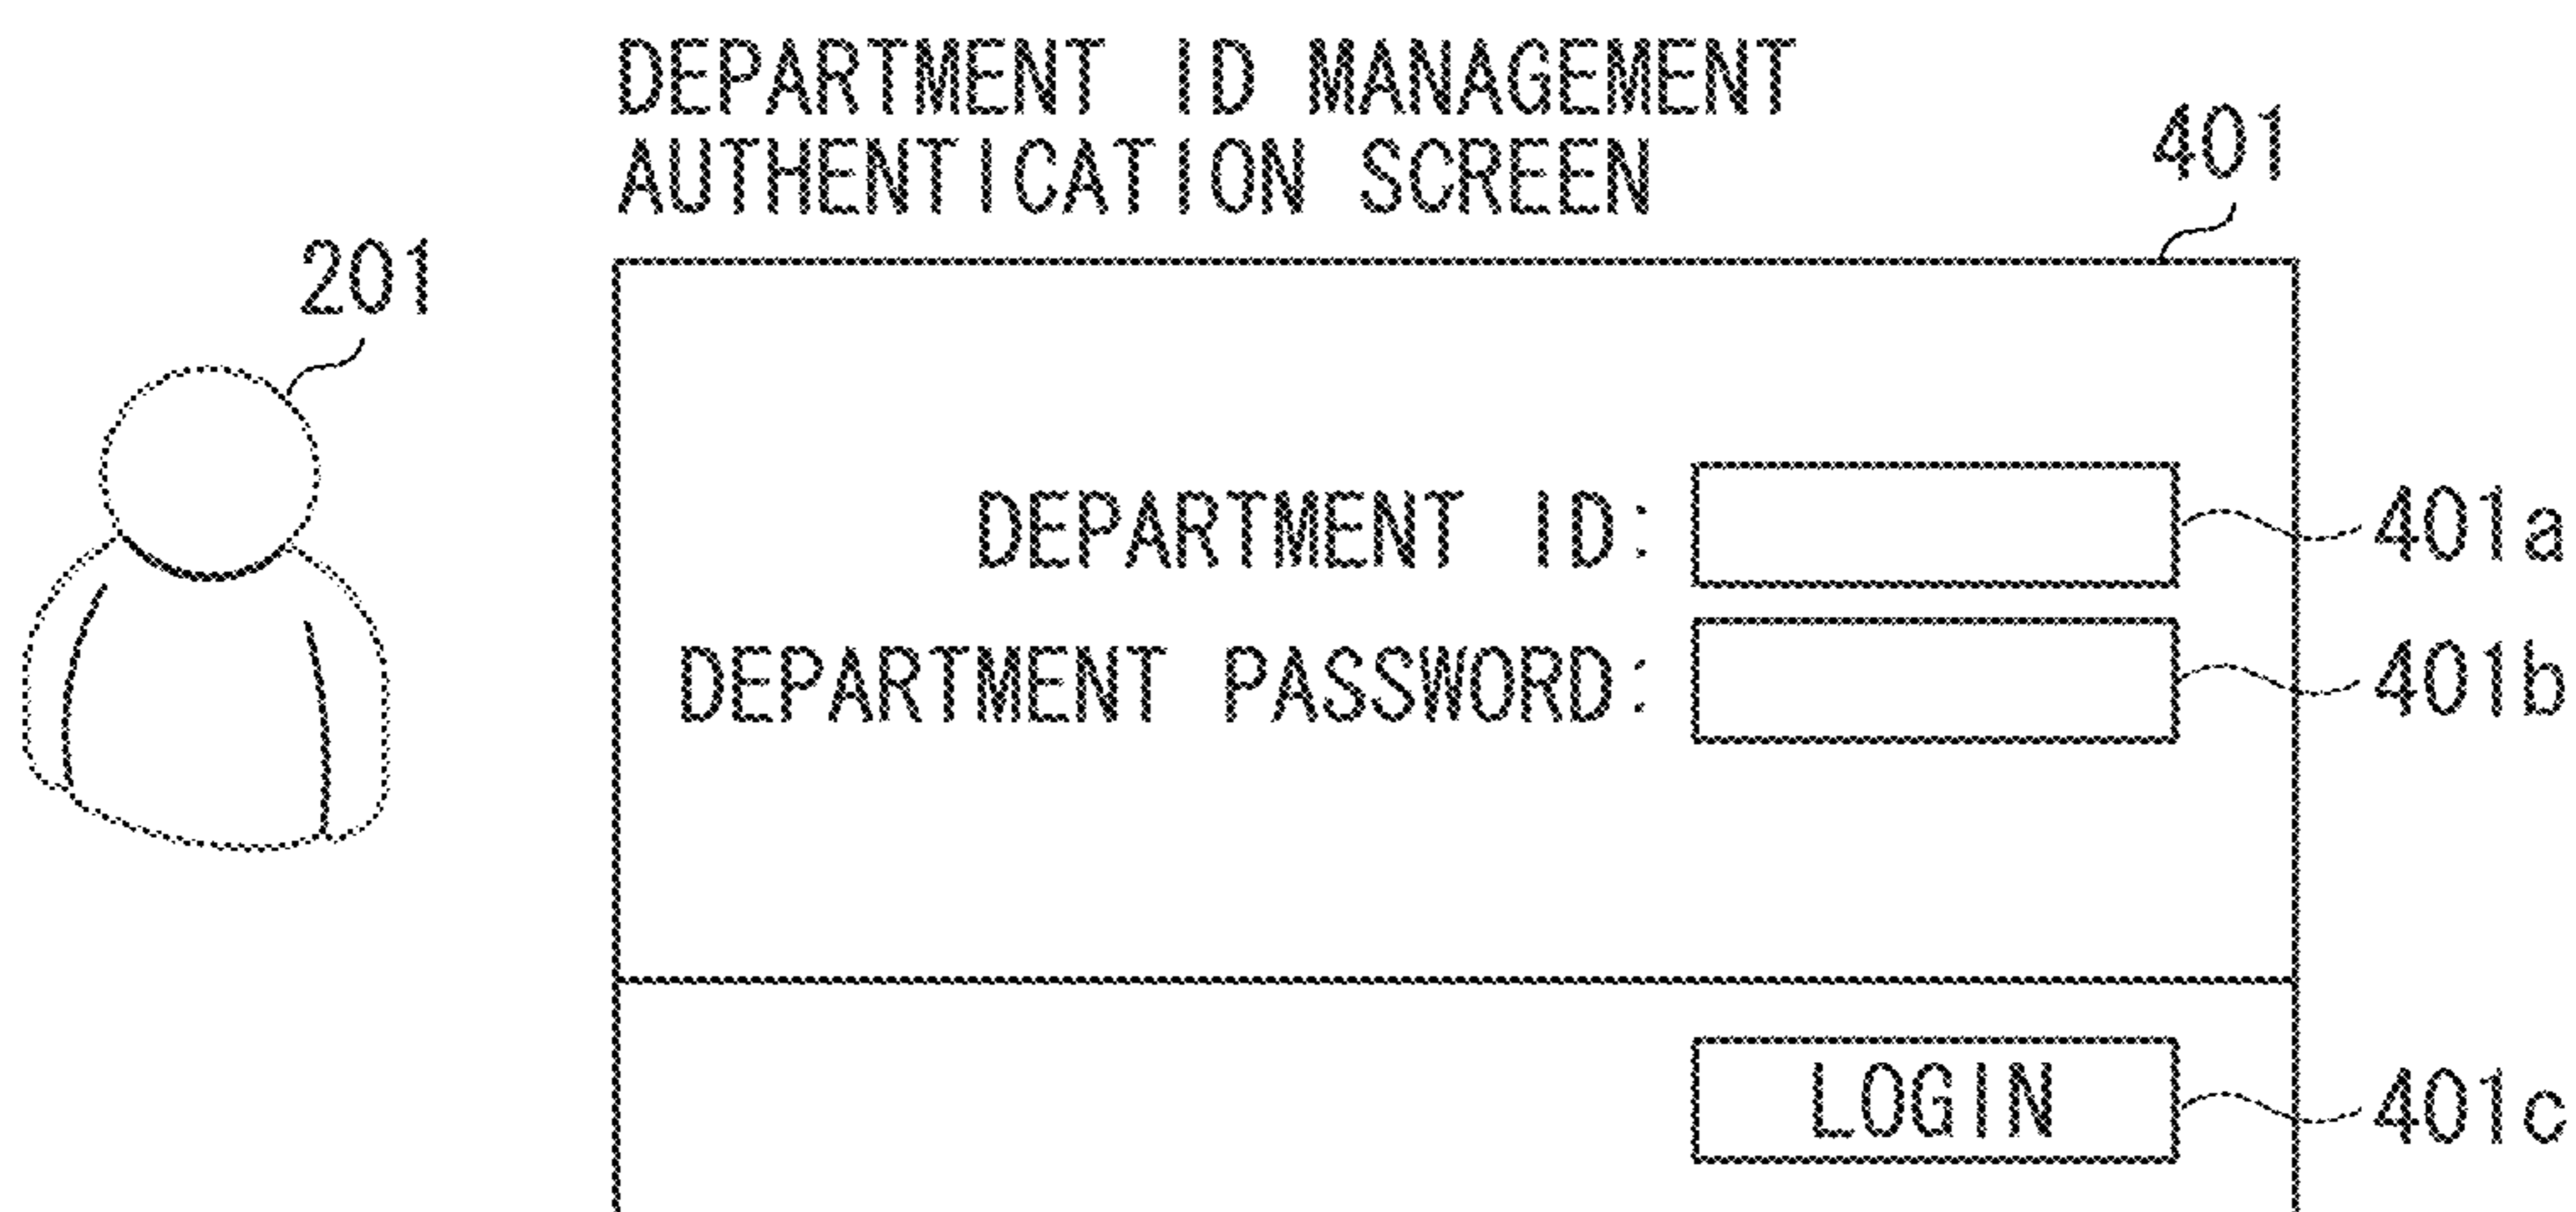 DEPARTMENT ID MANAGEMENT
AUTHENTICATION SCREEN
401
201
DEPARTMENT ID:
401a
DEPARTMENT PASSWORD:
401b
LOGIN
401c